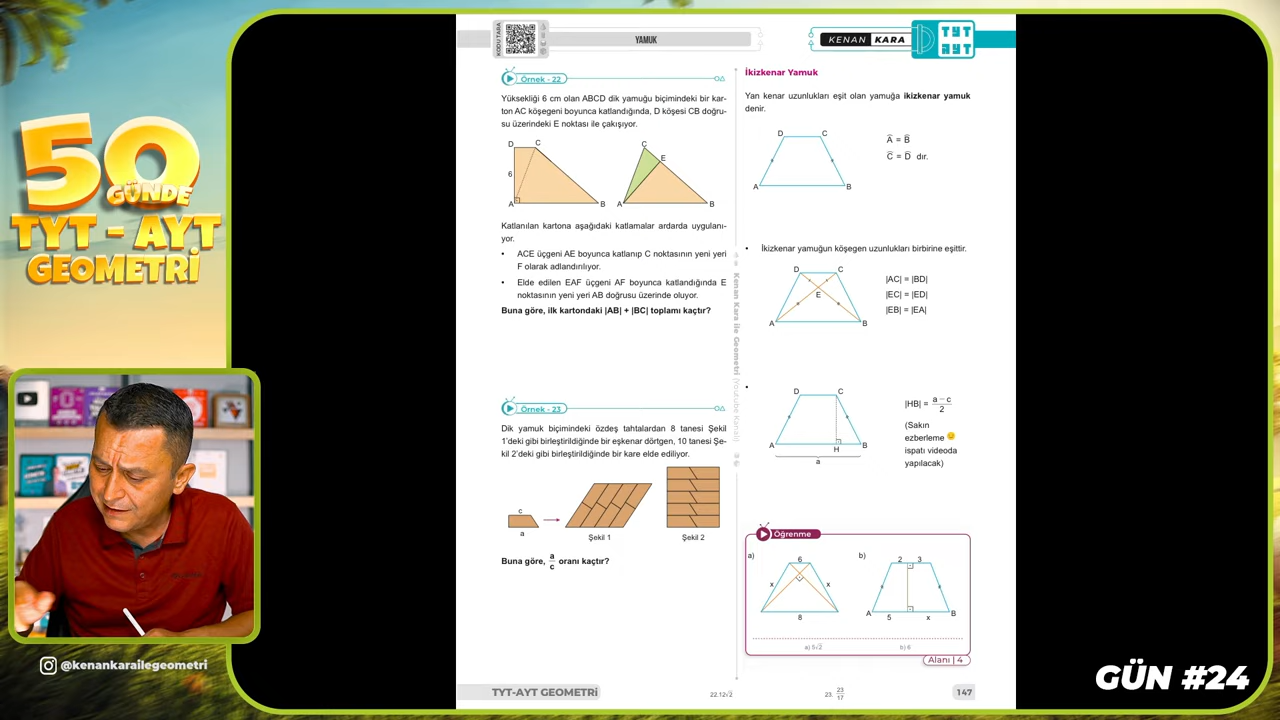 50
GÜNDE
TYT - AYT
GEOMETRİ
@kenankarailegeometri
GÜN #24
KODU TARA
YAMUK
KENAN KARA
TYT
AYT
Örnek - 22
Yüksekliği 6 cm olan ABCD dik yamuğu biçimindeki bir kar-
ton AC köşegeni boyunca katlandığında, D köşesi CB doğru-
su üzerindeki E noktası ile çakışıyor.
D C
6
A B
C
E
A B
Katlanılan kartona aşağıdaki katlamalar ardarda uygulanı-
yor.
• ACE üçgeni AE boyunca katlanıp C noktasının yeni yeri
F olarak adlandırılıyor.
• Elde edilen EAF üçgeni AF boyunca katlandığında E
noktasının yeni yeri AB doğrusu üzerinde oluyor.
Buna göre, ilk kartondaki |AB| + |BC| toplamı kaçtır?
Örnek - 23
Dik yamuk biçimindeki özdeş tahtalardan 8 tanesi Şekil
1'deki gibi birleştirildiğinde bir eşkenar dörtgen, 10 tanesi Şe-
kil 2'deki gibi birleştirildiğinde bir kare elde ediliyor.
c
a
Şekil 1
Şekil 2
Buna göre, a/c oranı kaçtır?
Kenan Kara ile Geometri (Youtube Kanalı)
İkizkenar Yamuk
Yan kenar uzunlukları eşit olan yamuğa ikizkenar yamuk
denir.
D C
A B
Â = B̂
Ĉ = D̂ dır.
• İkizkenar yamuğun köşegen uzunlukları birbirine eşittir.
D C
E
A B
|AC| = |BD|
|EC| = |ED|
|EB| = |EA|
•
D C
A H B
a
|HB| = a – c / 2
(Sakın
ezberleme 😊
ispatı videoda
yapılacak)
Öğrenme
a)
6
x x
8
b)
2 3
A B
5 x
a) 5√2 b) 6
Alanı | 4
TYT-AYT GEOMETRİ
22.12√2
23. 23/17
147